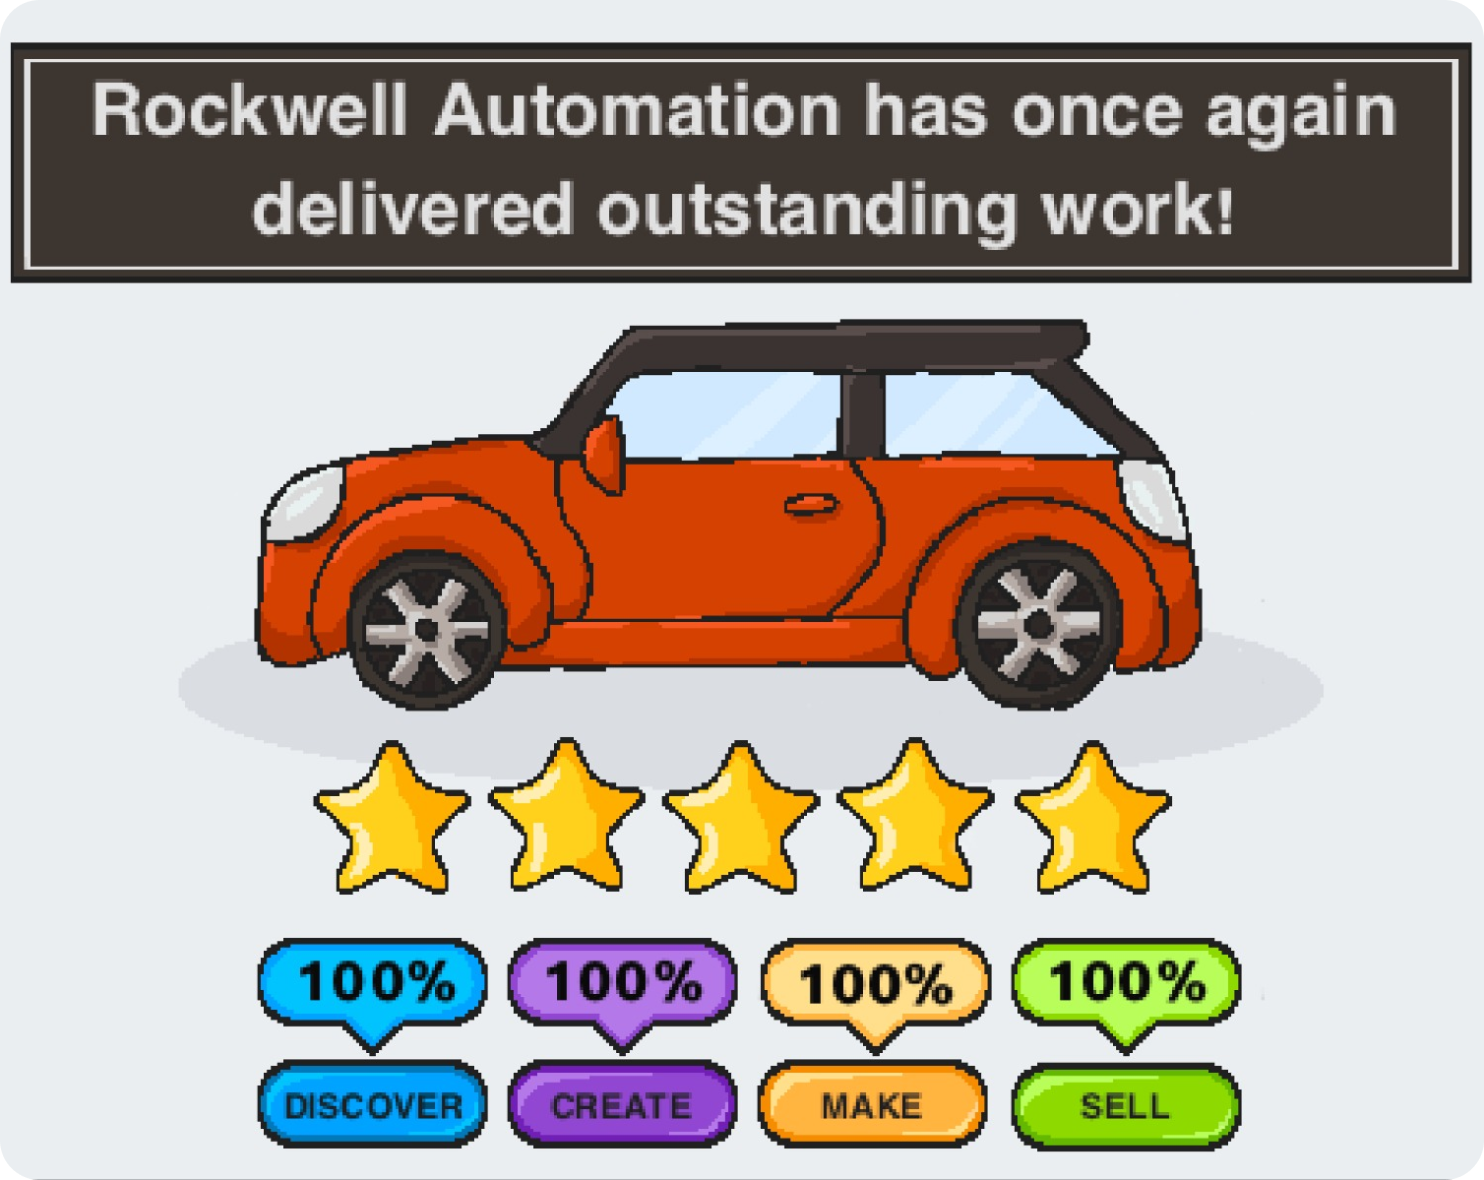 Rockwell Automation has once again
delivered outstanding work!
100% 100% 100% 100%
DISCOVER CREATE MAKE SELL